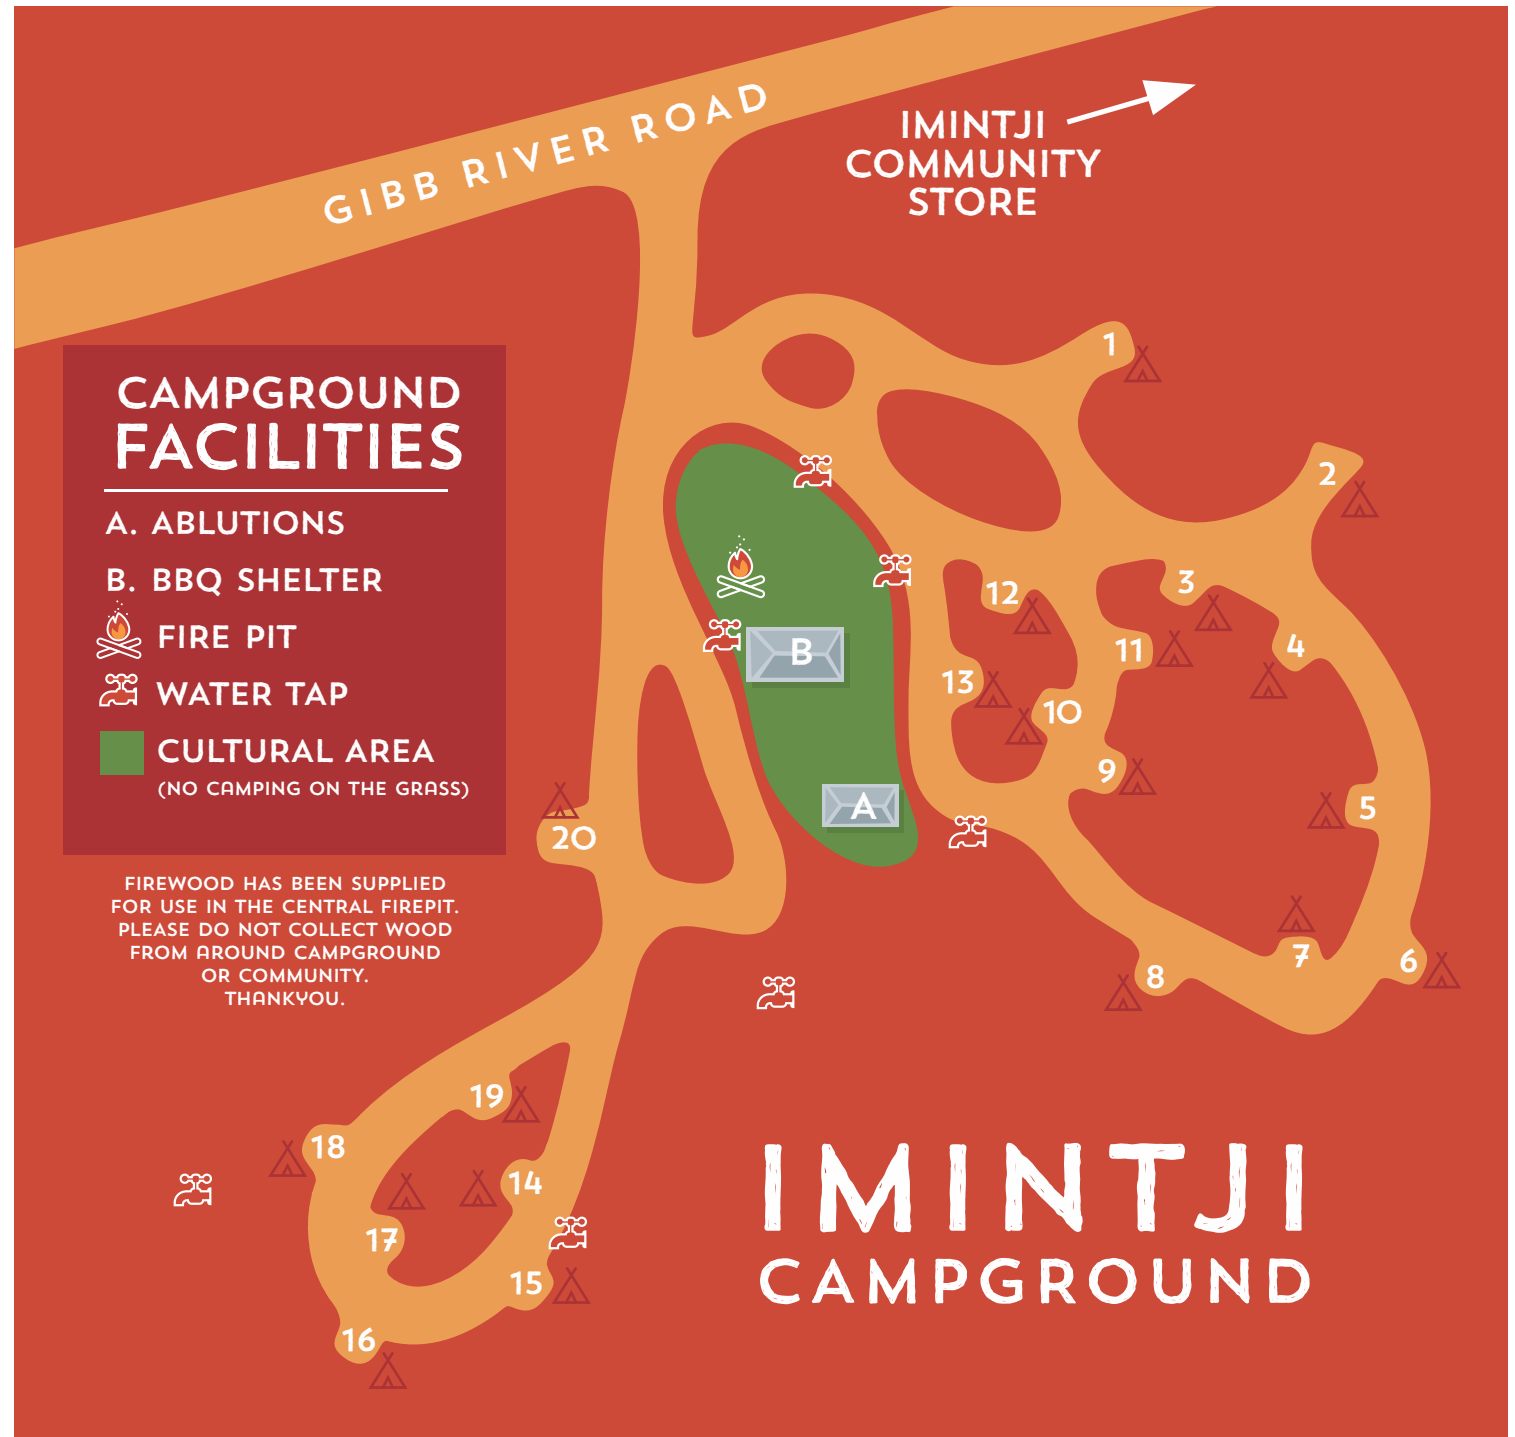 GIBB RIVER ROAD
IMINTJI
COMMUNITY
STORE
CAMPGROUND
FACILITIES
A. ABLUTIONS
B. BBQ SHELTER
FIRE PIT
WATER TAP
CULTURAL AREA
(NO CAMPING ON THE GRASS)
FIREWOOD HAS BEEN SUPPLIED
FOR USE IN THE CENTRAL FIREPIT.
PLEASE DO NOT COLLECT WOOD
FROM AROUND CAMPGROUND
OR COMMUNITY.
THANKYOU.
1
2
3
12
4
11
B
13
10
9
A
5
20
7
6
8
19
18
14
17
15
16
IMINTJI
CAMPGROUND